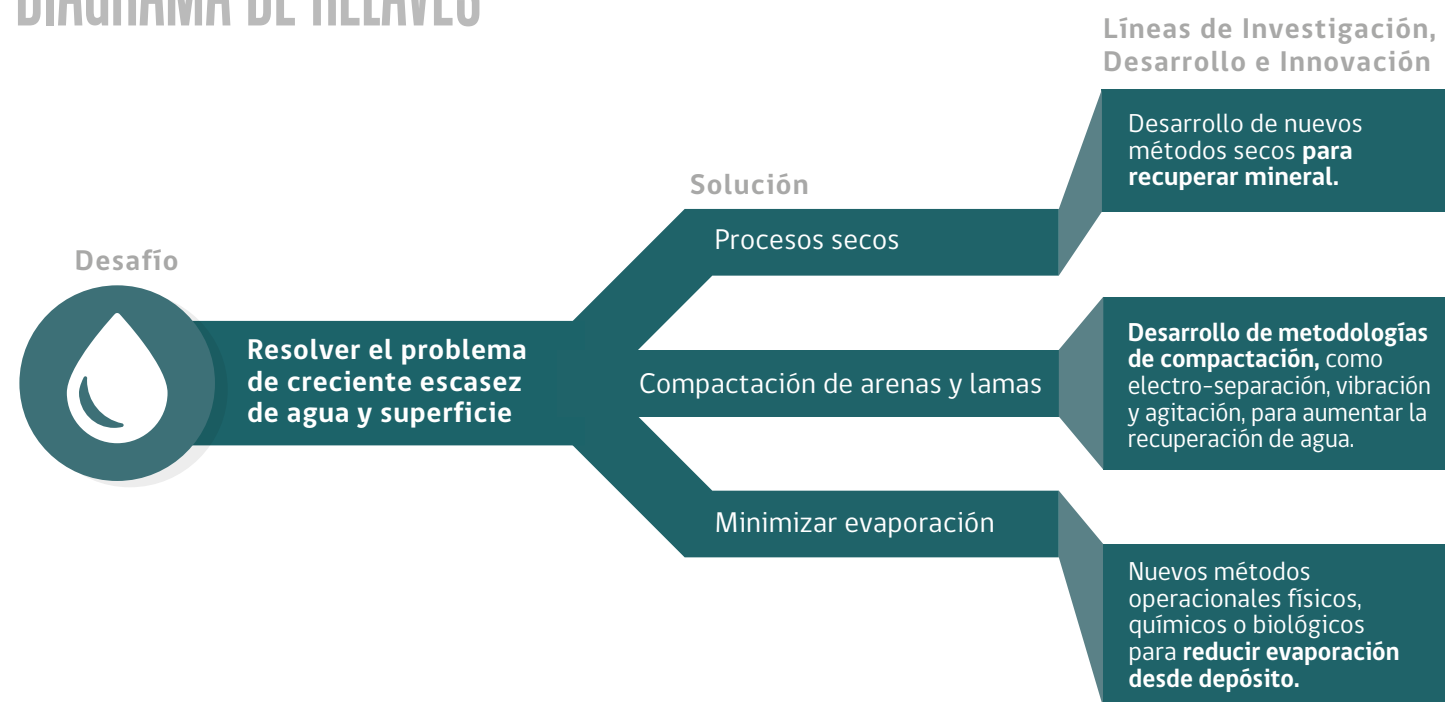 DIAGRAMA DE RELAVES
Desafío
Resolver el problema
de creciente escasez
de agua y superficie
Solución
Procesos secos
Compactación de arenas y lamas
Minimizar evaporación
Líneas de Investigación,
Desarrollo e Innovación
Desarrollo de nuevos
métodos secos para
recuperar mineral.
Desarrollo de metodologías
de compactación, como
electro-separación, vibración
y agitación, para aumentar la
recuperación de agua.
Nuevos métodos
operacionales físicos,
químicos o biológicos
para reducir evaporación
desde depósito.